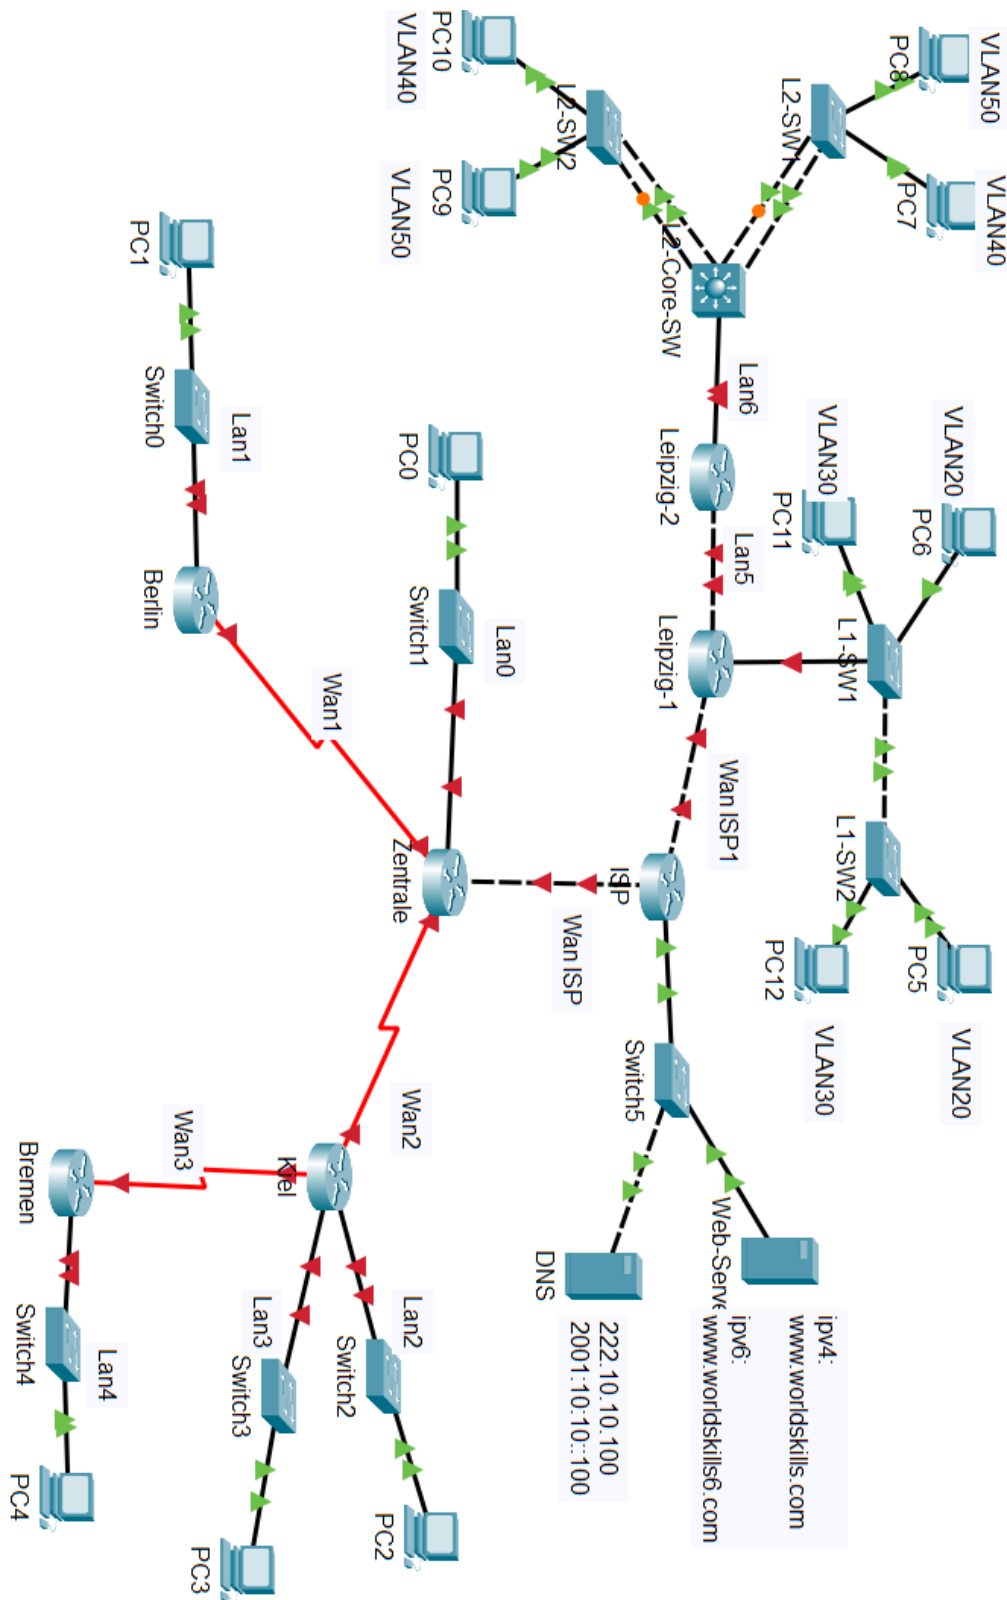 VLAN50
PC8
L2-SW1
PC7
VLAN40
PC10
VLAN40
L2-SW2
PC9
VLAN50
L2-Core-SW
Lan6
Leipzig-2
Lan5
Leipzig-1
VLAN20
PC6
VLAN30
PC11
L1-SW1
L1-SW2
PC5
VLAN20
PC12
VLAN30
PC1
Switch0
Lan1
Berlin
Wan1
PC0
Switch1
Lan0
Zentrale
Wan ISP1
ISP
Wan ISP
Switch5
Web-Serve
ipv4:
www.worldskills.com
ipv6:
www.worldskills6.com
DNS
222.10.10.100
2001:10:10::100
Wan2
Kiel
Wan3
Bremen
Lan2
Switch2
PC2
Lan3
Switch3
PC3
Lan4
Switch4
PC4